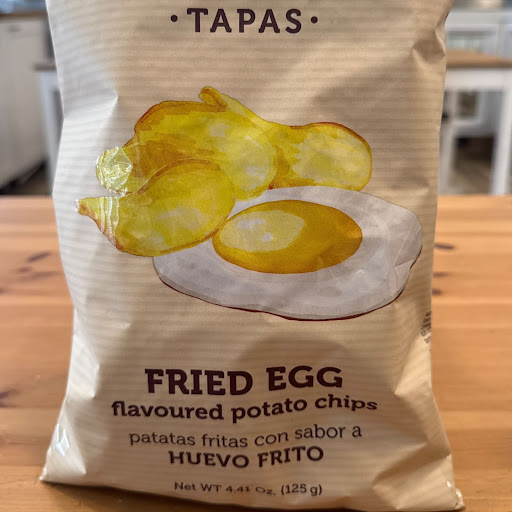 · TAPAS ·
FRIED EGG
flavoured potato chips
patatas fritas con sabor a
HUEVO FRITO
Net WT 4.41 Oz. (125 g)